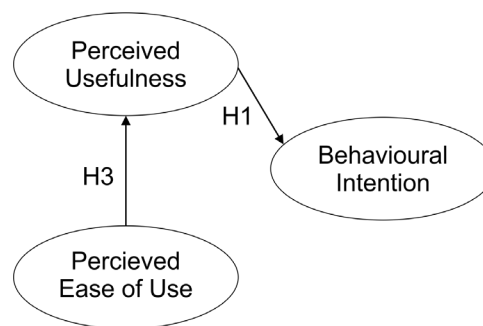 Perceived
Usefulness
H1
Behavioural
Intention
H3
Percieved
Ease of Use